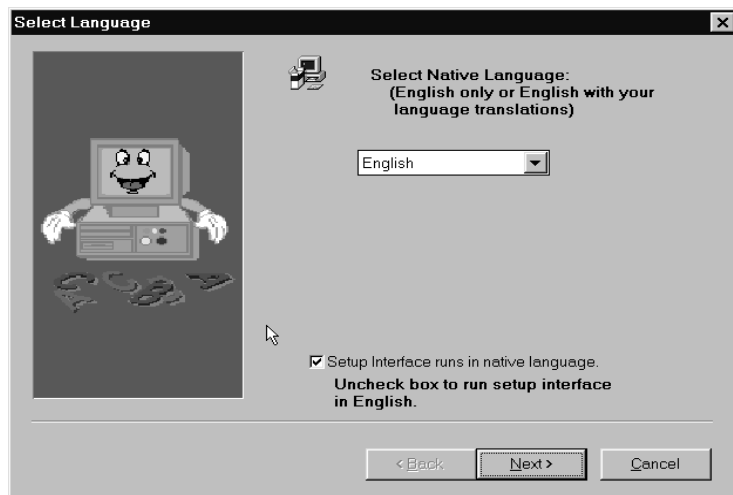 Select Language
Select Native Language:
(English only or English with your
language translations)
English
Setup Interface runs in native language.
Uncheck box to run setup interface
in English.
< Back
Next >
Cancel